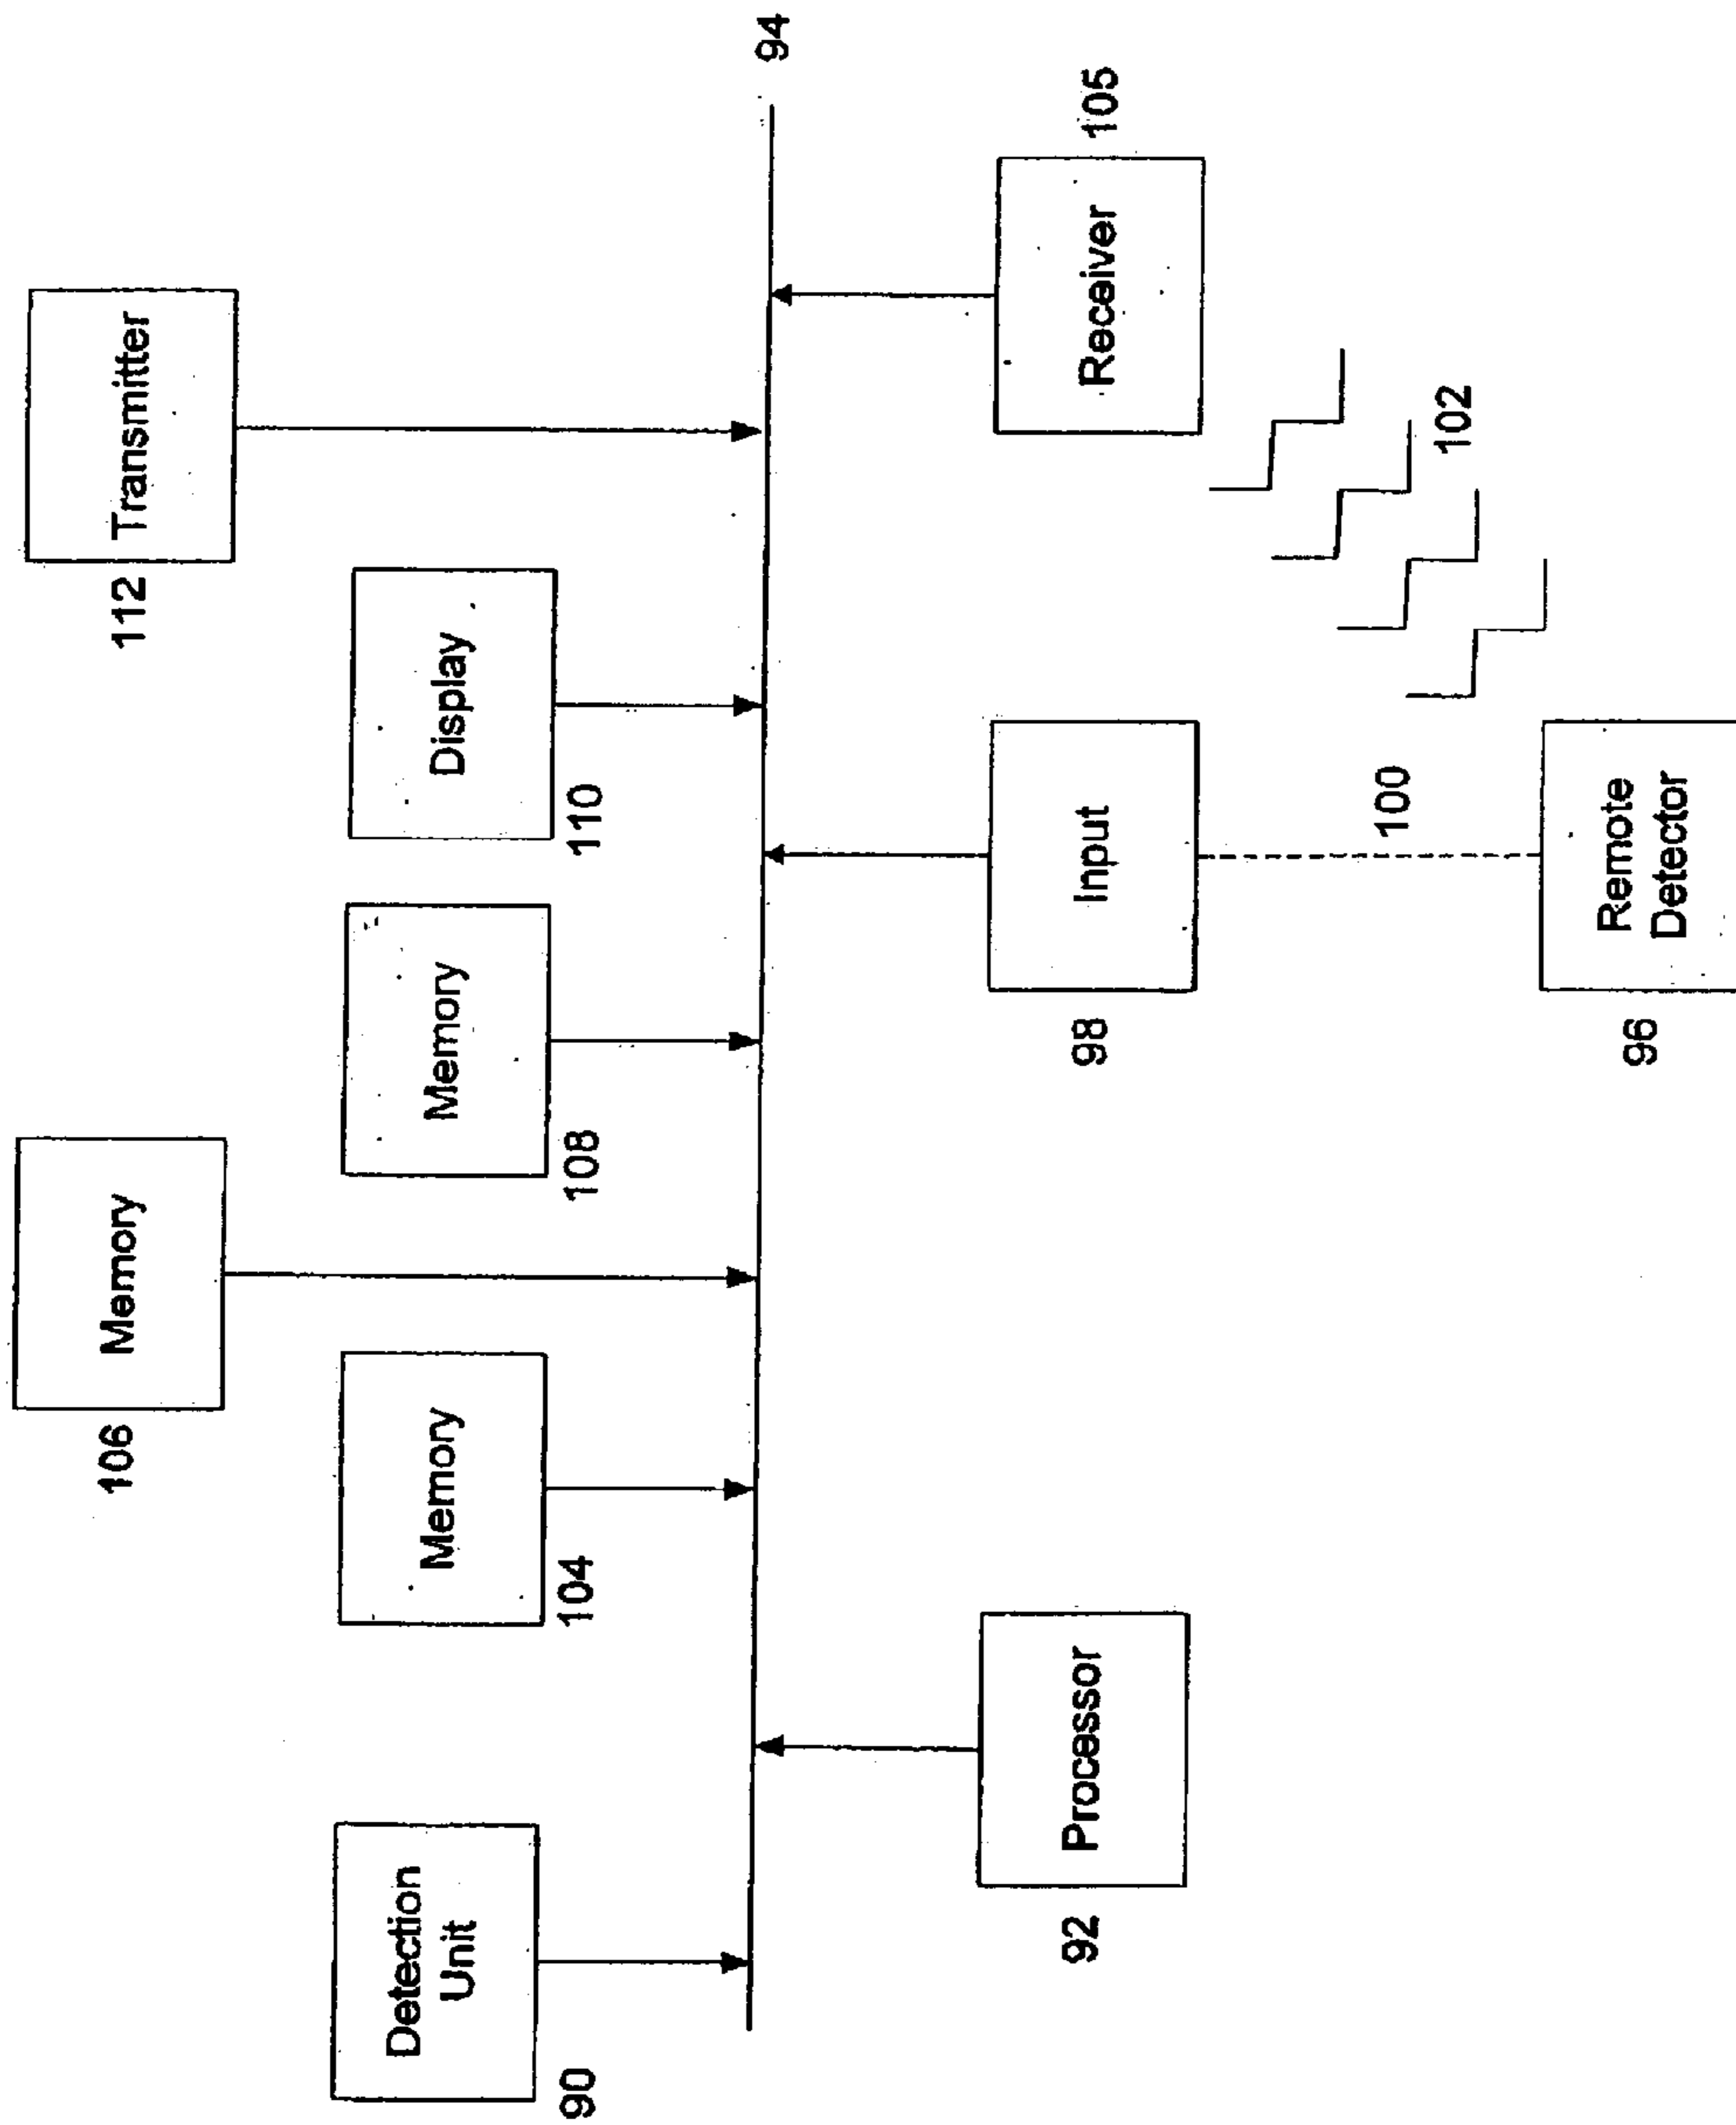 Memory
106
Transmitter
112
Detection
Unit
90
Memory
104
Memory
108
Display
110
94
Processor
92
Input
98
Receiver
105
100
102
Remote
Detector
96